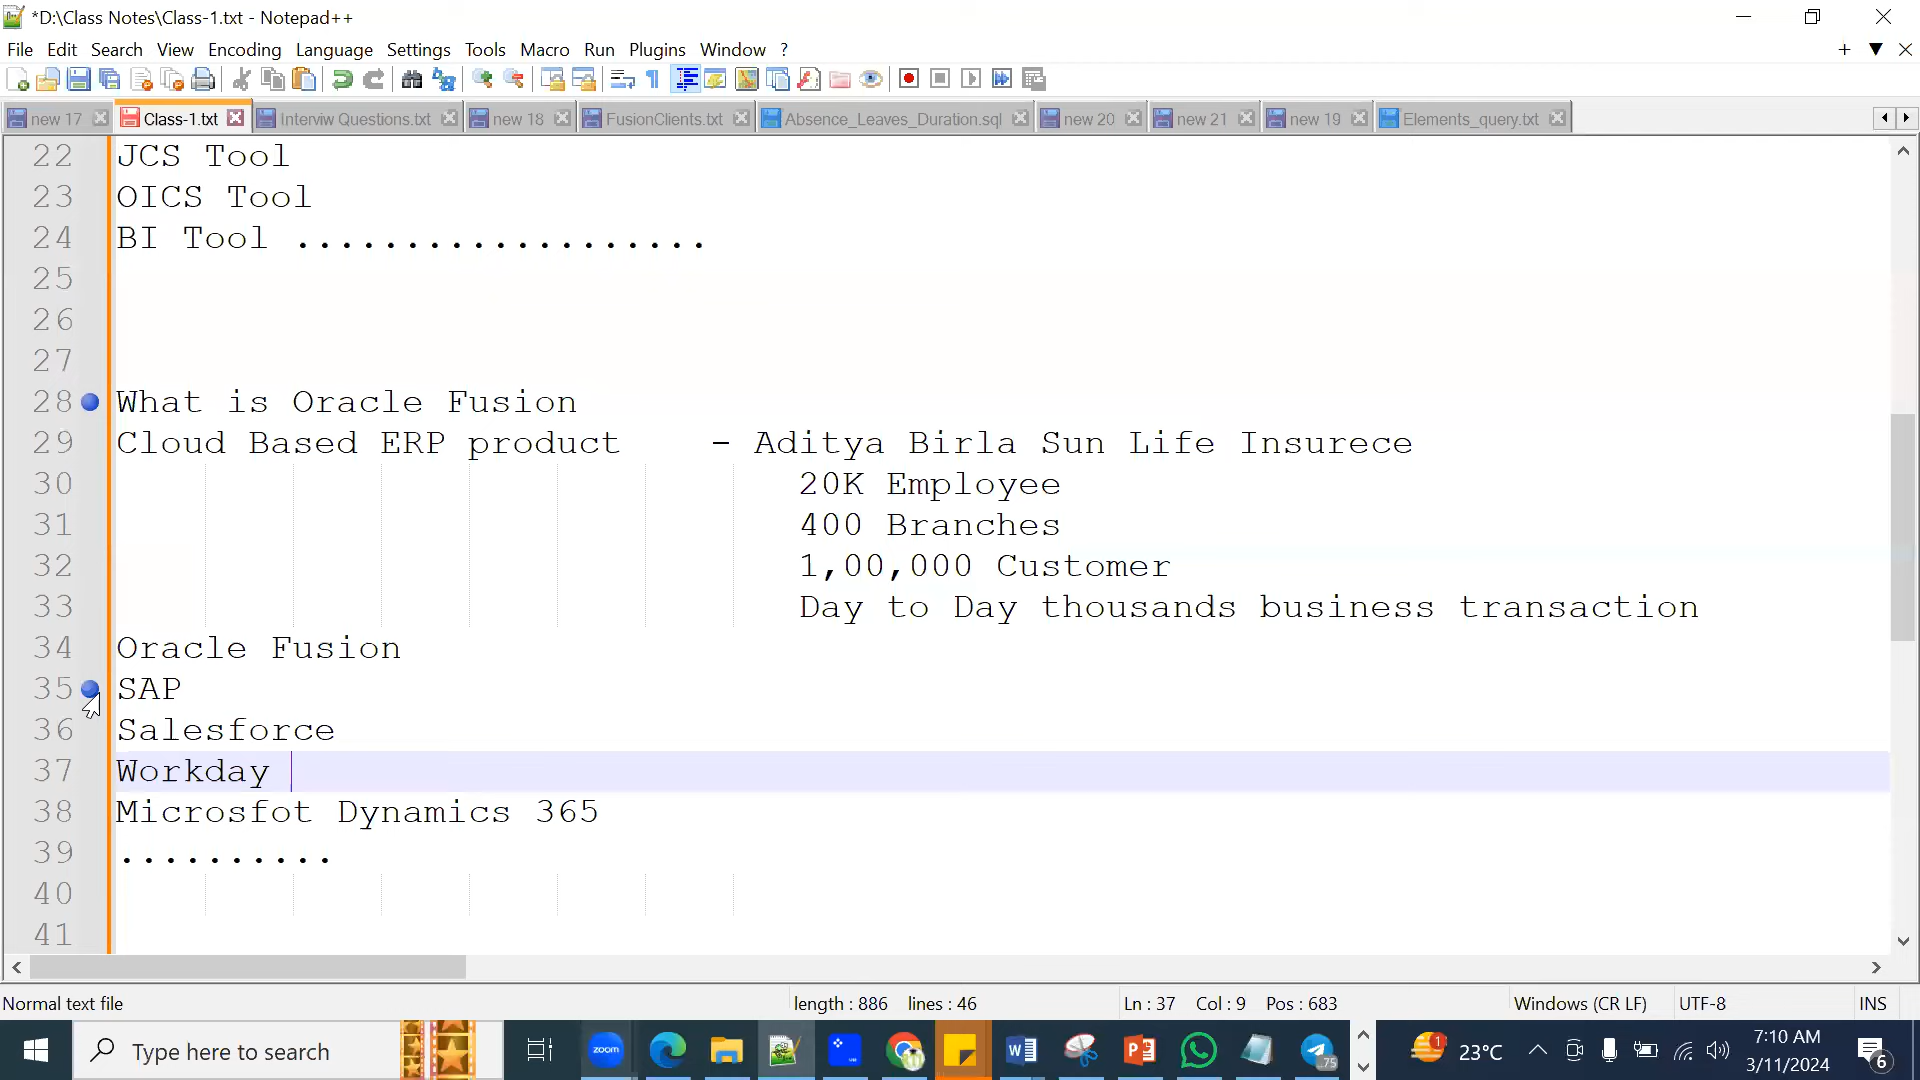 *D:\Class Notes\Class-1.txt - Notepad++
File Edit Search View Encoding Language Settings Tools Macro Run Plugins Window ?
new 17 Class-1.txt Interviw Questions.txt new 18 FusionClients.txt Absence_Leaves_Duration.sql new 20 new 21 new 19 Elements_query.txt
22 JCS Tool
23 OICS Tool
24 BI Tool ...................
25
26
27
28 What is Oracle Fusion
29 Cloud Based ERP product - Aditya Birla Sun Life Insurece
30 20K Employee
31 400 Branches
32 1,00,000 Customer
33 Day to Day thousands business transaction
34 Oracle Fusion
35 SAP
36 Salesforce
37 Workday
38 Microsfot Dynamics 365
39 ..........
40
41
Normal text file length : 886 lines : 46 Ln : 37 Col : 9 Pos : 683 Windows (CR LF) UTF-8 INS
Type here to search zoom 75 1 23°C 7:10 AM
3/11/2024 6